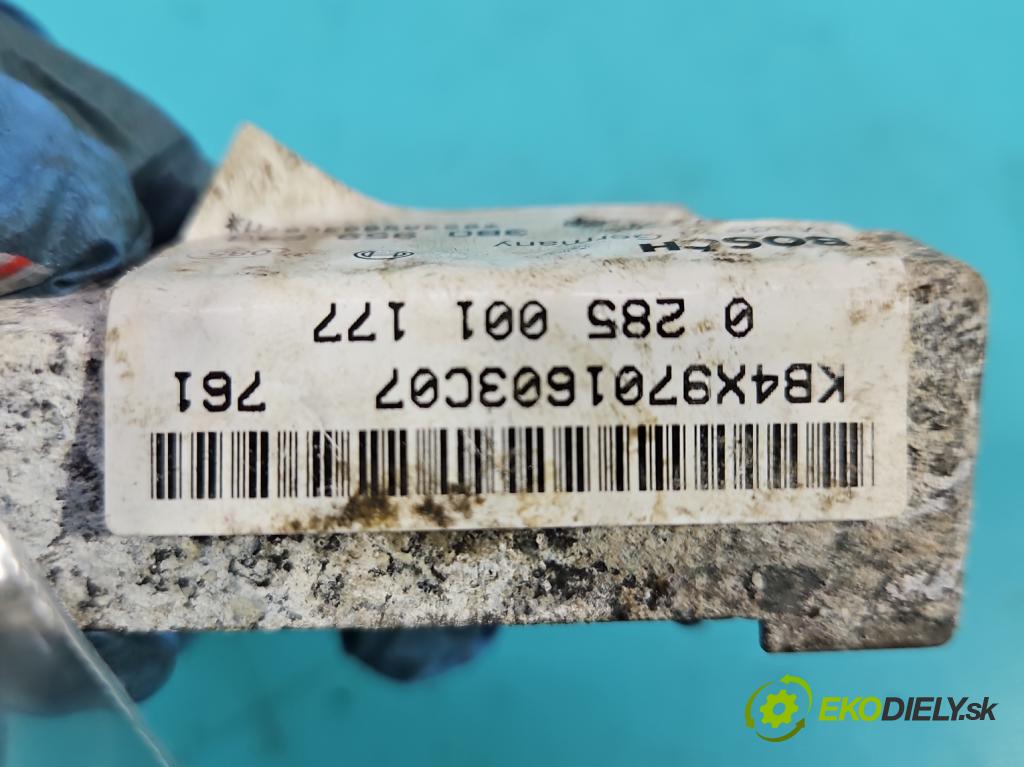 BOSCH
Germany
0 285 001 177
KB4X9701603C07 761
EKODIELY.sk